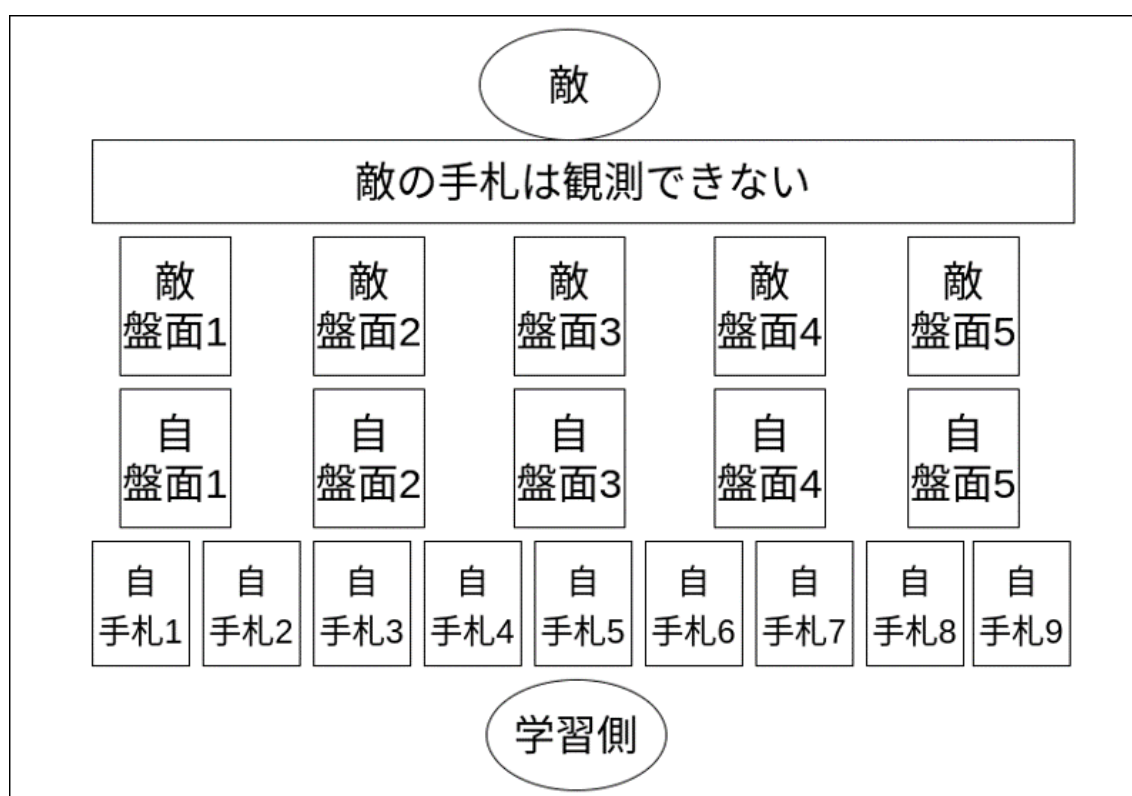 敵
敵の手札は観測できない
敵 敵 敵 敵 敵
盤面1 盤面2 盤面3 盤面4 盤面5
自 自 自 自 自
盤面1 盤面2 盤面3 盤面4 盤面5
自 自 自 自 自 自 自 自 自
手札1 手札2 手札3 手札4 手札5 手札6 手札7 手札8 手札9
学習側